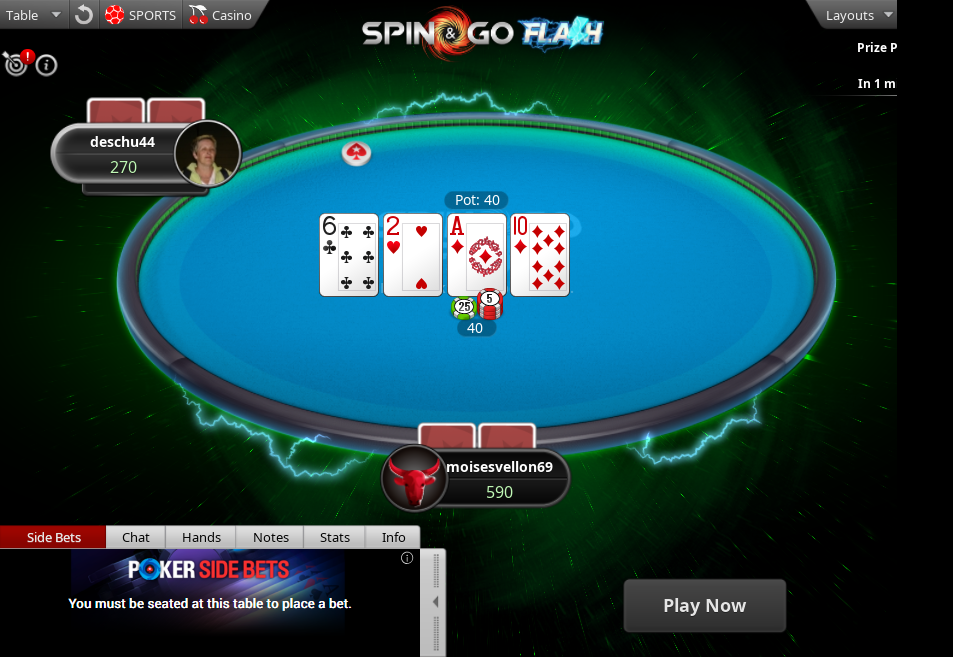 Table
SPORTS
Casino
SPIN & GO FLASH
Layouts
Prize P
In 1 m
!
i
deschu44
270
Pot: 40
6
2
A
10
25
5
40
moisesvellon69
590
Side Bets
Chat
Hands
Notes
Stats
Info
POKER SIDE BETS
i
You must be seated at this table to place a bet.
Play Now